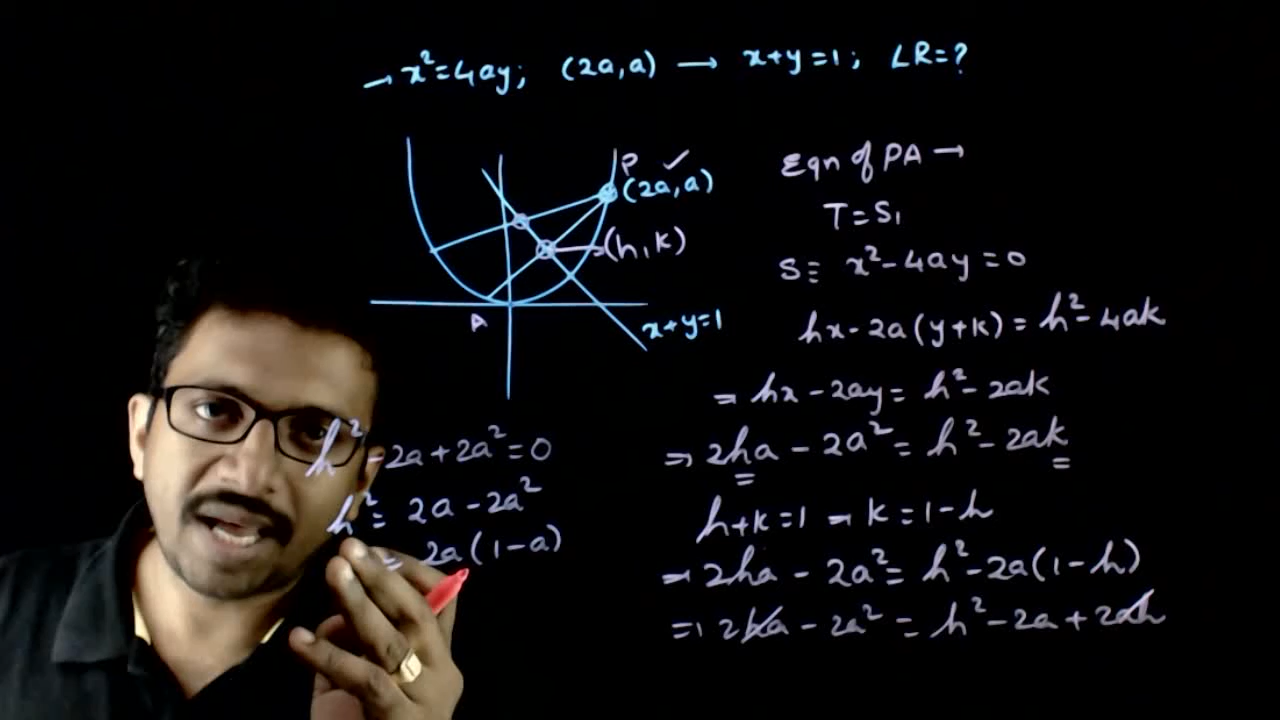 → x²=4ay; (2a,a) → x+y=1; LR=?
P ✓
(2a,a)
(h,k)
A
x+y=1
Eqn of PA →
T=S₁
S≡ x²-4ay=0
hx-2a(y+k)=h²-4ak
= hx-2ay=h²-2ak
⇒ 2ha-2a²=h²-2ak
h+k=1 → k=1-h
⇒ 2ha-2a²=h²-2a(1-h)
⇒ 2ha-2a²=h²-2a+2ah
h²-2a+2a²=0
h²=2a-2a²
=2a(1-a)